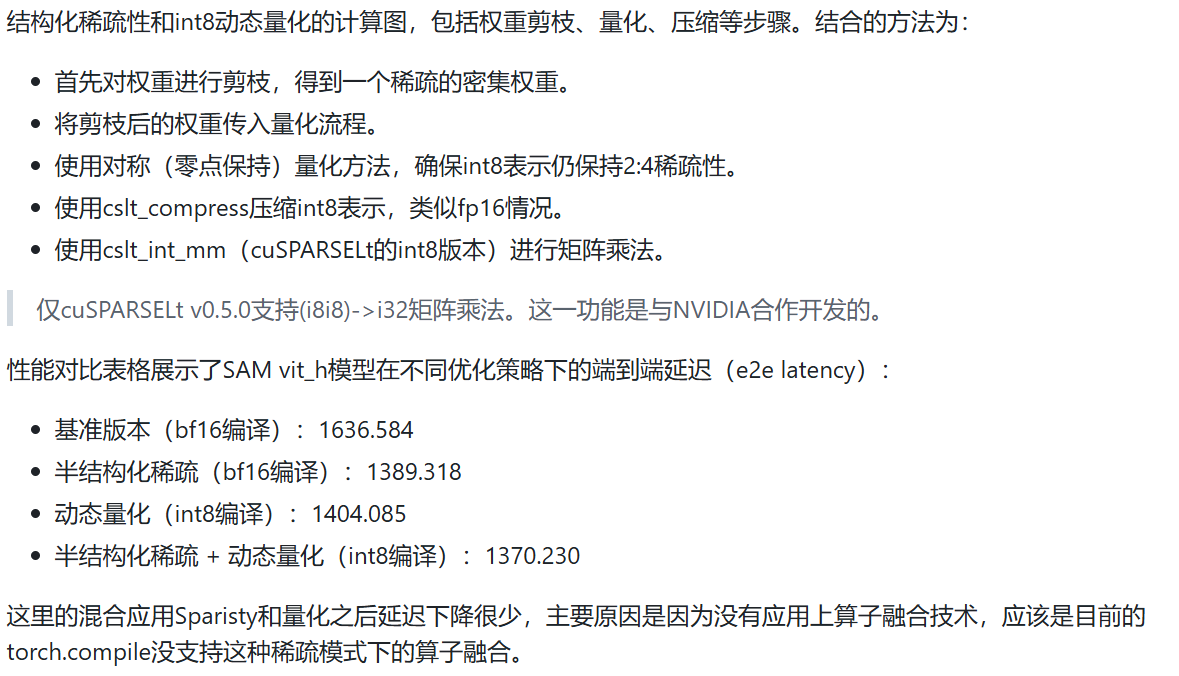 结构化稀疏性和int8动态量化的计算图，包括权重剪枝、量化、压缩等步骤。结合的方法为：
• 首先对权重进行剪枝，得到一个稀疏的密集权重。
• 将剪枝后的权重传入量化流程。
• 使用对称（零点保持）量化方法，确保int8表示仍保持2:4稀疏性。
• 使用cslt_compress压缩int8表示，类似fp16情况。
• 使用cslt_int_mm（cuSPARSELt的int8版本）进行矩阵乘法。
仅cuSPARSELt v0.5.0支持(i8i8)->i32矩阵乘法。这一功能是与NVIDIA合作开发的。
性能对比表格展示了SAM vit_h模型在不同优化策略下的端到端延迟（e2e latency）：
• 基准版本（bf16编译）：1636.584
• 半结构化稀疏（bf16编译）：1389.318
• 动态量化（int8编译）：1404.085
• 半结构化稀疏 + 动态量化（int8编译）：1370.230
这里的混合应用Sparisty和量化之后延迟下降很少，主要原因是因为没有应用上算子融合技术，应该是目前的
torch.compile没支持这种稀疏模式下的算子融合。